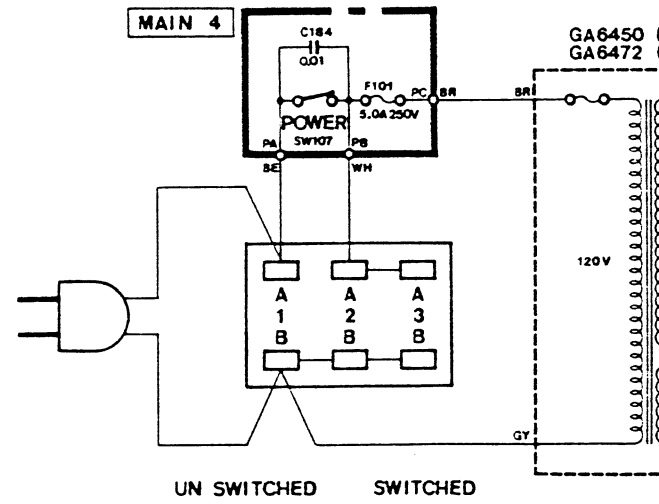 MAIN 4
C184
0.01
GA6450 (
GA6472 (
F101
PC BR BR
POWER 5.0A 250V
SW107
PA PB
BE WH
120V
A A A
1 2 3
B B B
GY
UN SWITCHED SWITCHED